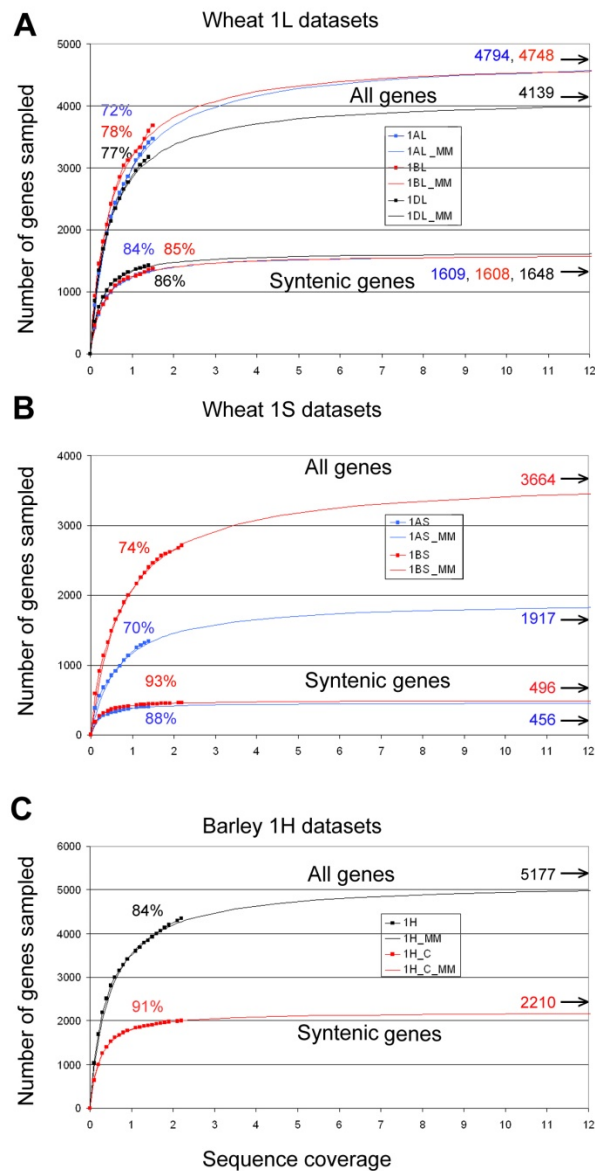 A
Wheat 1L datasets
Number of genes sampled
5000
4000
3000
2000
1000
0
0 1 2 3 4 5 6 7 8 9 10 11 12
4794, 4748
All genes
4139
72%
78%
77%
1AL
1AL_MM
1BL
1BL_MM
1DL
1DL_MM
84% 85%
86%
1609, 1608, 1648
Syntenic genes
B
Wheat 1S datasets
Number of genes sampled
4000
3000
2000
1000
0
0 1 2 3 4 5 6 7 8 9 10 11 12
All genes
3664
74%
1AS
1AS_MM
1BS
1BS_MM
70%
1917
93%
Syntenic genes
496
88%
456
C
Barley 1H datasets
Number of genes sampled
6000
5000
4000
3000
2000
1000
0
0 1 2 3 4 5 6 7 8 9 10 11 12
All genes
5177
84%
1H
1H_MM
1H_C
1H_C_MM
91%
2210
Syntenic genes
Sequence coverage